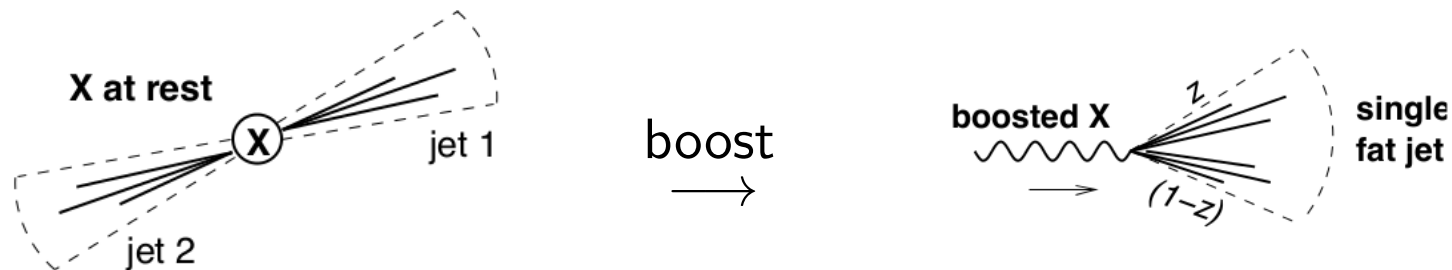 X at rest
X
jet 1
jet 2
boost
boosted X
z
(1−z)
single
fat jet